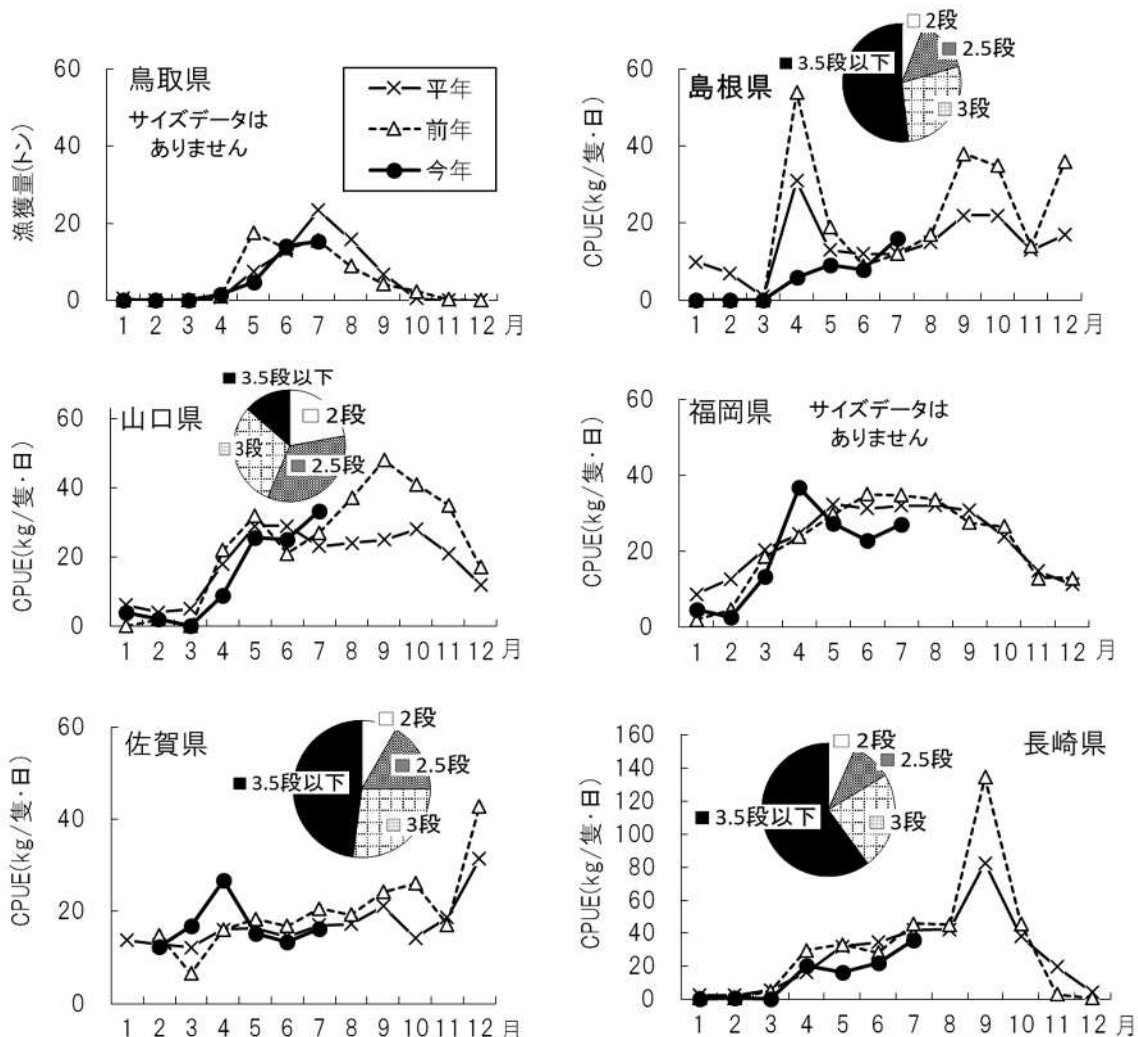 鳥取県
サイズデータは
ありません
平年
前年
今年
漁獲量(トン)
60
40
20
0
1 2 3 4 5 6 7 8 9 10 11 12 月
島根県
2段
2.5段
3段
3.5段以下
CPUE(kg/隻・日)
60
40
20
0
1 2 3 4 5 6 7 8 9 10 11 12 月
山口県
3.5段以下
2段
3段
2.5段
CPUE(kg/隻・日)
60
40
20
0
1 2 3 4 5 6 7 8 9 10 11 12 月
福岡県
サイズデータは
ありません
CPUE(kg/隻・日)
60
40
20
0
1 2 3 4 5 6 7 8 9 10 11 12 月
佐賀県
2段
2.5段
3.5段以下
3段
CPUE(kg/隻・日)
60
40
20
0
1 2 3 4 5 6 7 8 9 10 11 12 月
長崎県
2段
2.5段
3.5段以下
3段
CPUE(kg/隻・日)
160
140
120
100
80
60
40
20
0
1 2 3 4 5 6 7 8 9 10 11 12 月